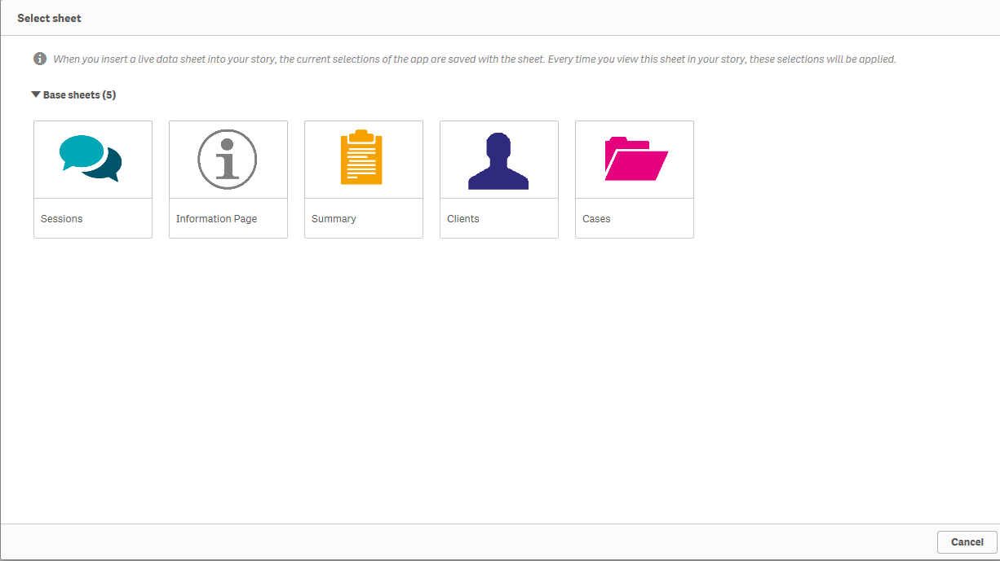 Select sheet
When you insert a live data sheet into your story, the current selections of the app are saved with the sheet. Every time you view this sheet in your story, these selections will be applied.
Base sheets (5)
Sessions
Information Page
Summary
Clients
Cases
Cancel